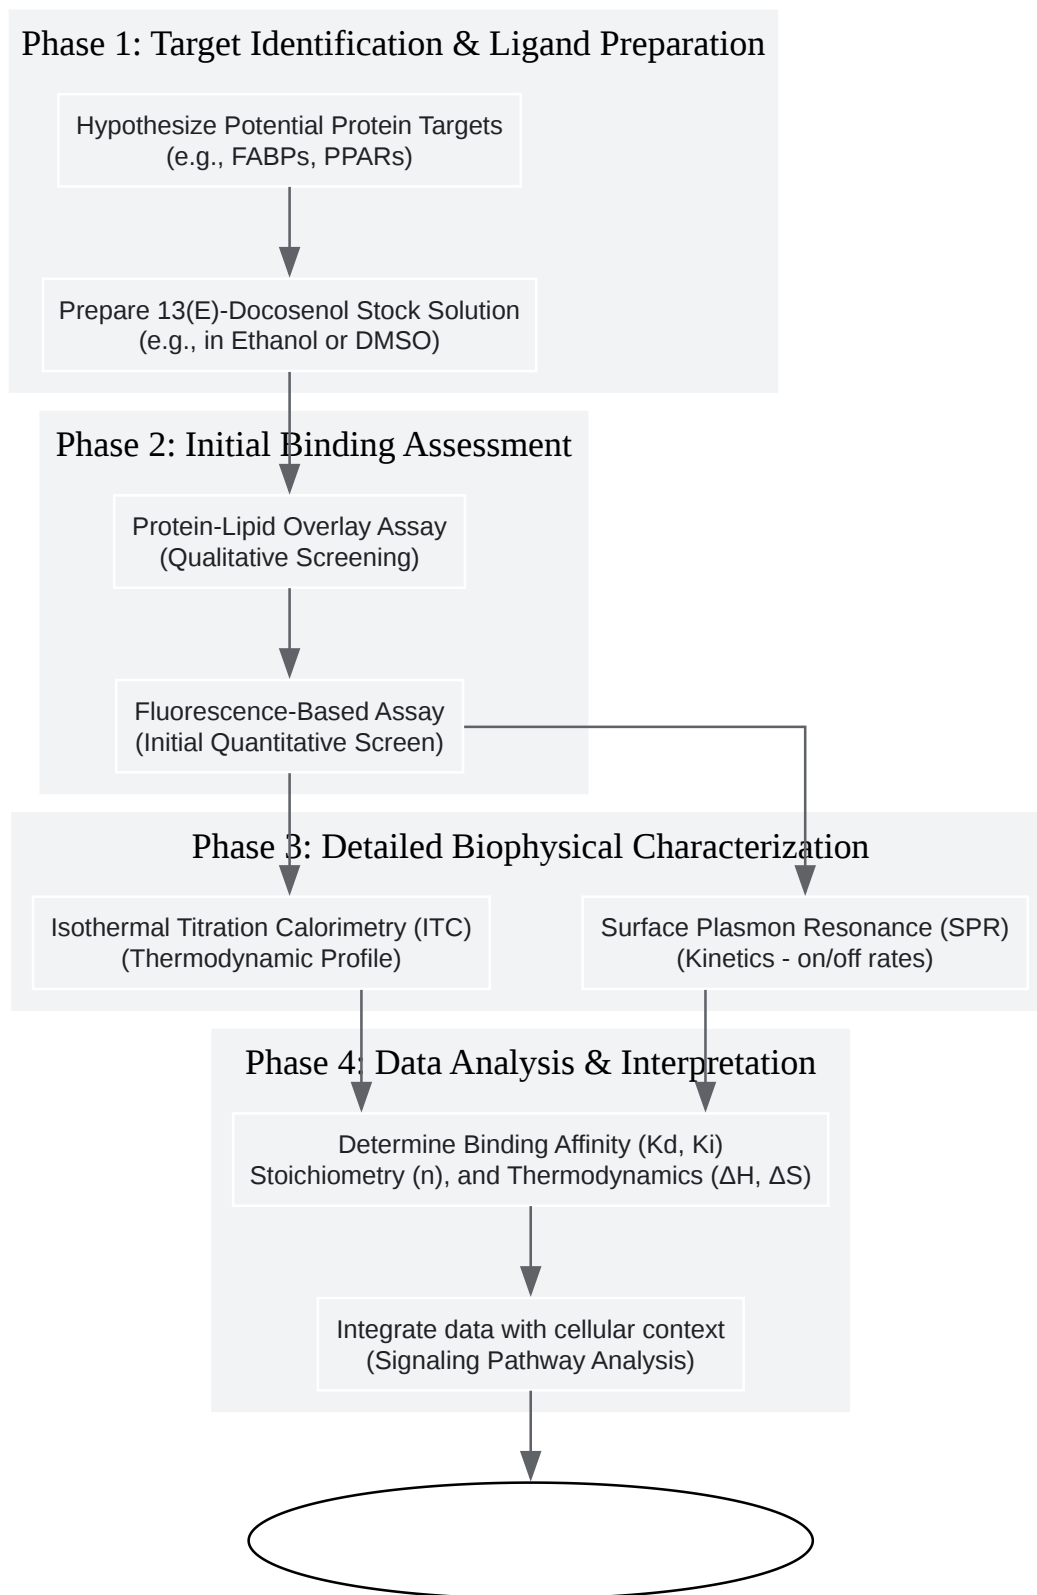 Phase 1: Target Identification & Ligand Preparation
Hypothesize Potential Protein Targets
(e.g., FABPs, PPARs)
Prepare 13(E)-Docosenol Stock Solution
(e.g., in Ethanol or DMSO)
Phase 2: Initial Binding Assessment
Protein-Lipid Overlay Assay
(Qualitative Screening)
Fluorescence-Based Assay
(Initial Quantitative Screen)
Phase 3: Detailed Biophysical Characterization
Isothermal Titration Calorimetry (ITC)
(Thermodynamic Profile)
Surface Plasmon Resonance (SPR)
(Kinetics - on/off rates)
Phase 4: Data Analysis & Interpretation
Determine Binding Affinity (Kd, Ki)
Stoichiometry (n), and Thermodynamics (ΔH, ΔS)
Integrate data with cellular context
(Signaling Pathway Analysis)